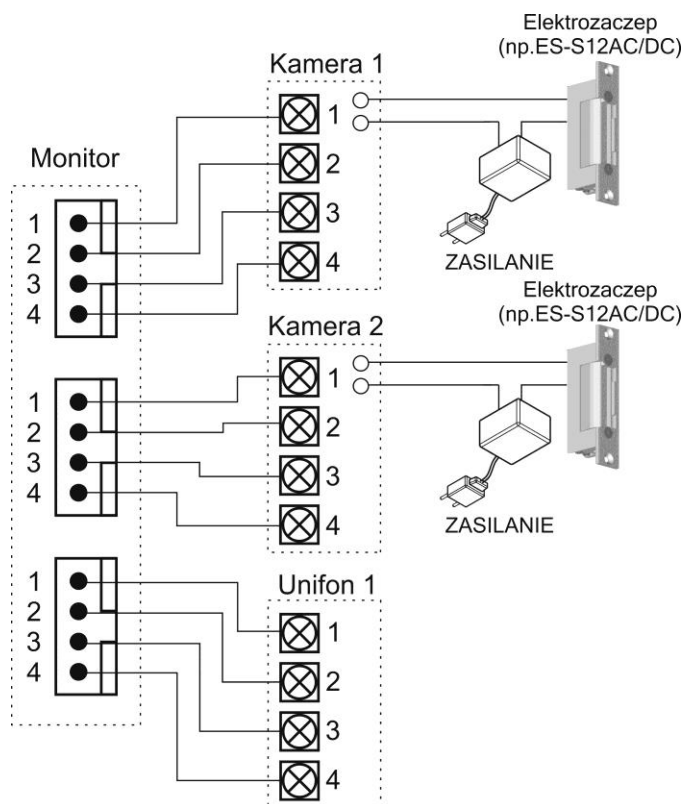 Elektrozaczep
(np.ES-S12AC/DC)
Kamera 1
1
2
3
4
ZASILANIE
Monitor
1
2
3
4
Elektrozaczep
(np.ES-S12AC/DC)
Kamera 2
1
2
3
4
ZASILANIE
1
2
3
4
Unifon 1
1
2
3
4
1
2
3
4